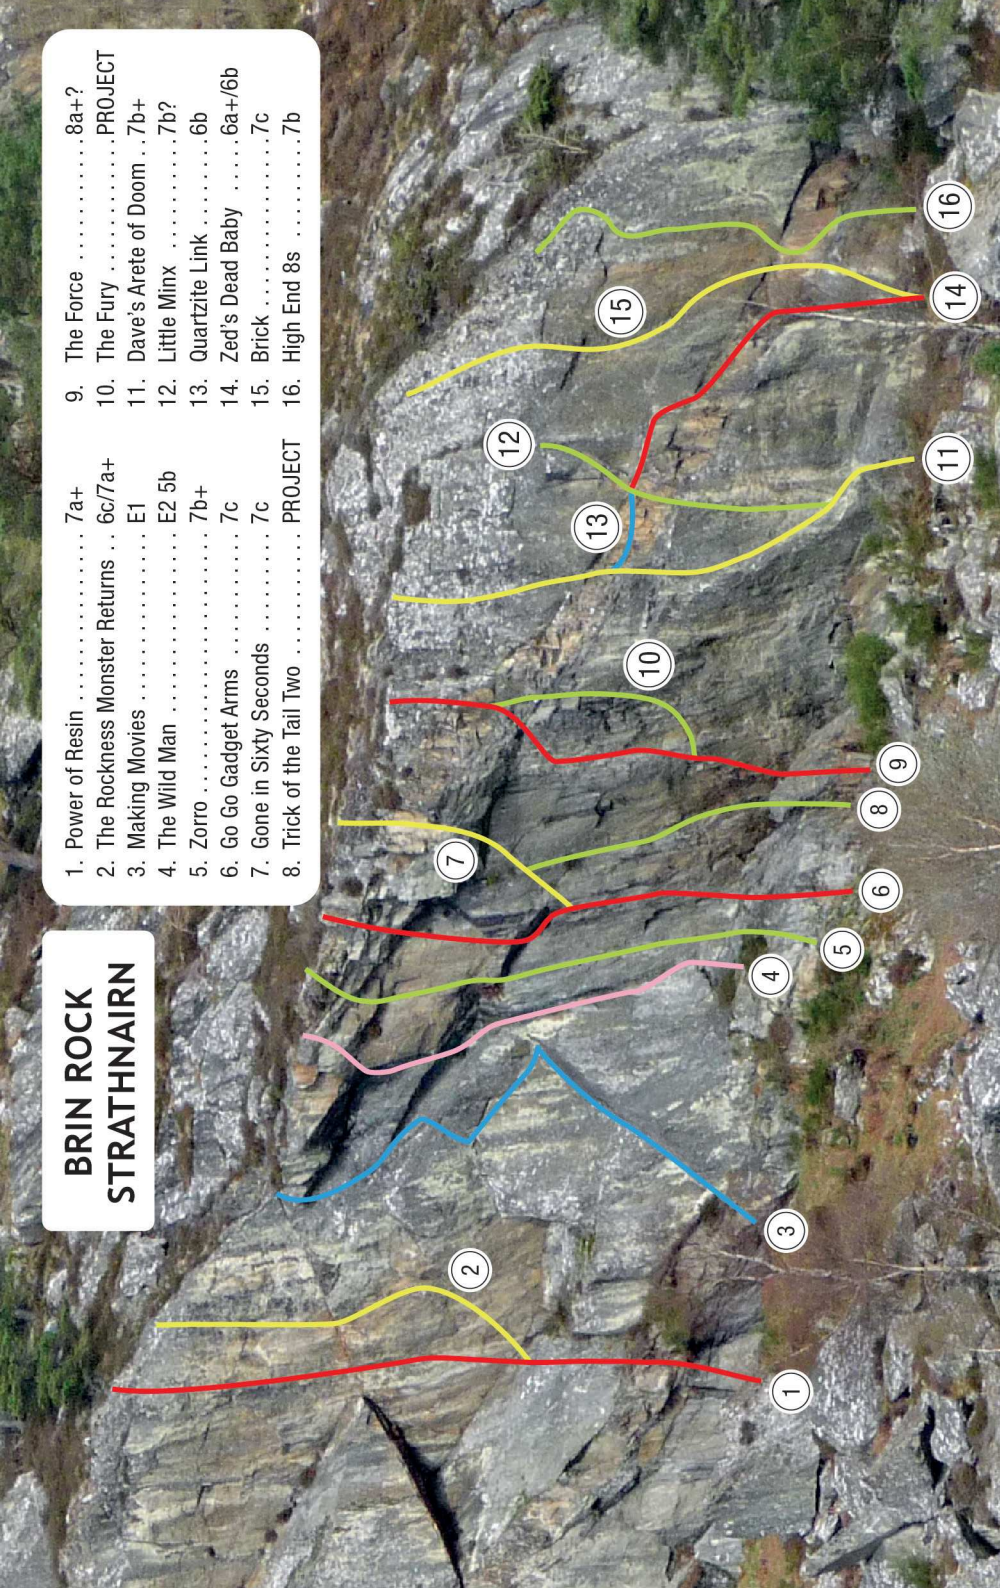 BRIN ROCK
STRATHNAIRN
1. Power of Resin . . . . . . . . . . . . . 7a+
2. The Rockness Monster Returns . . 6c/7a+
3. Making Movies . . . . . . . . . . . . . . E1
4. The Wild Man . . . . . . . . . . . . . . . E2 5b
5. Zorro . . . . . . . . . . . . . . . . . . . . . 7b+
6. Go Go Gadget Arms . . . . . . . . . . 7c
7. Gone in Sixty Seconds . . . . . . . . 7c
8. Trick of the Tail Two . . . . . . . . . . PROJECT
9. The Force . . . . . . . . . . . . 8a+?
10. The Fury . . . . . . . . . . . . PROJECT
11. Dave's Arete of Doom . . 7b+
12. Little Minx . . . . . . . . . . 7b?
13. Quartzite Link . . . . . . . 6b
14. Zed's Dead Baby . . . . . 6a+/6b
15. Brick . . . . . . . . . . . . . . 7c
16. High End 8s . . . . . . . . 7b
1
2
3
4
5
6
7
8
9
10
11
12
13
14
15
16